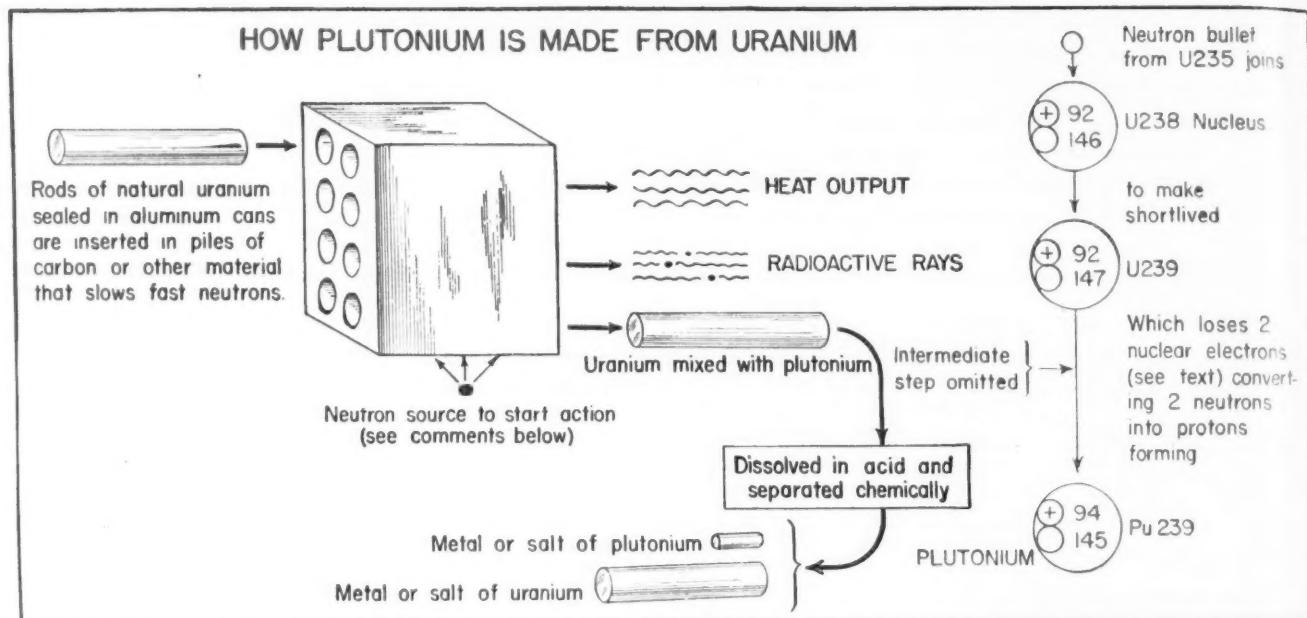 HOW PLUTONIUM IS MADE FROM URANIUM
Rods of natural uranium
sealed in aluminum cans
are inserted in piles of
carbon or other material
that slows fast neutrons.
HEAT OUTPUT
RADIOACTIVE RAYS
Uranium mixed with plutonium
Neutron source to start action
(see comments below)
Dissolved in acid and
separated chemically
Metal or salt of plutonium
Metal or salt of uranium
Neutron bullet
from U235 joins
+ 92
146
U238 Nucleus
to make
shortlived
+ 92
147
U239
Intermediate
step omitted
Which loses 2
nuclear electrons
(see text) convert-
ing 2 neutrons
into protons
forming
+ 94
145
Pu 239
PLUTONIUM